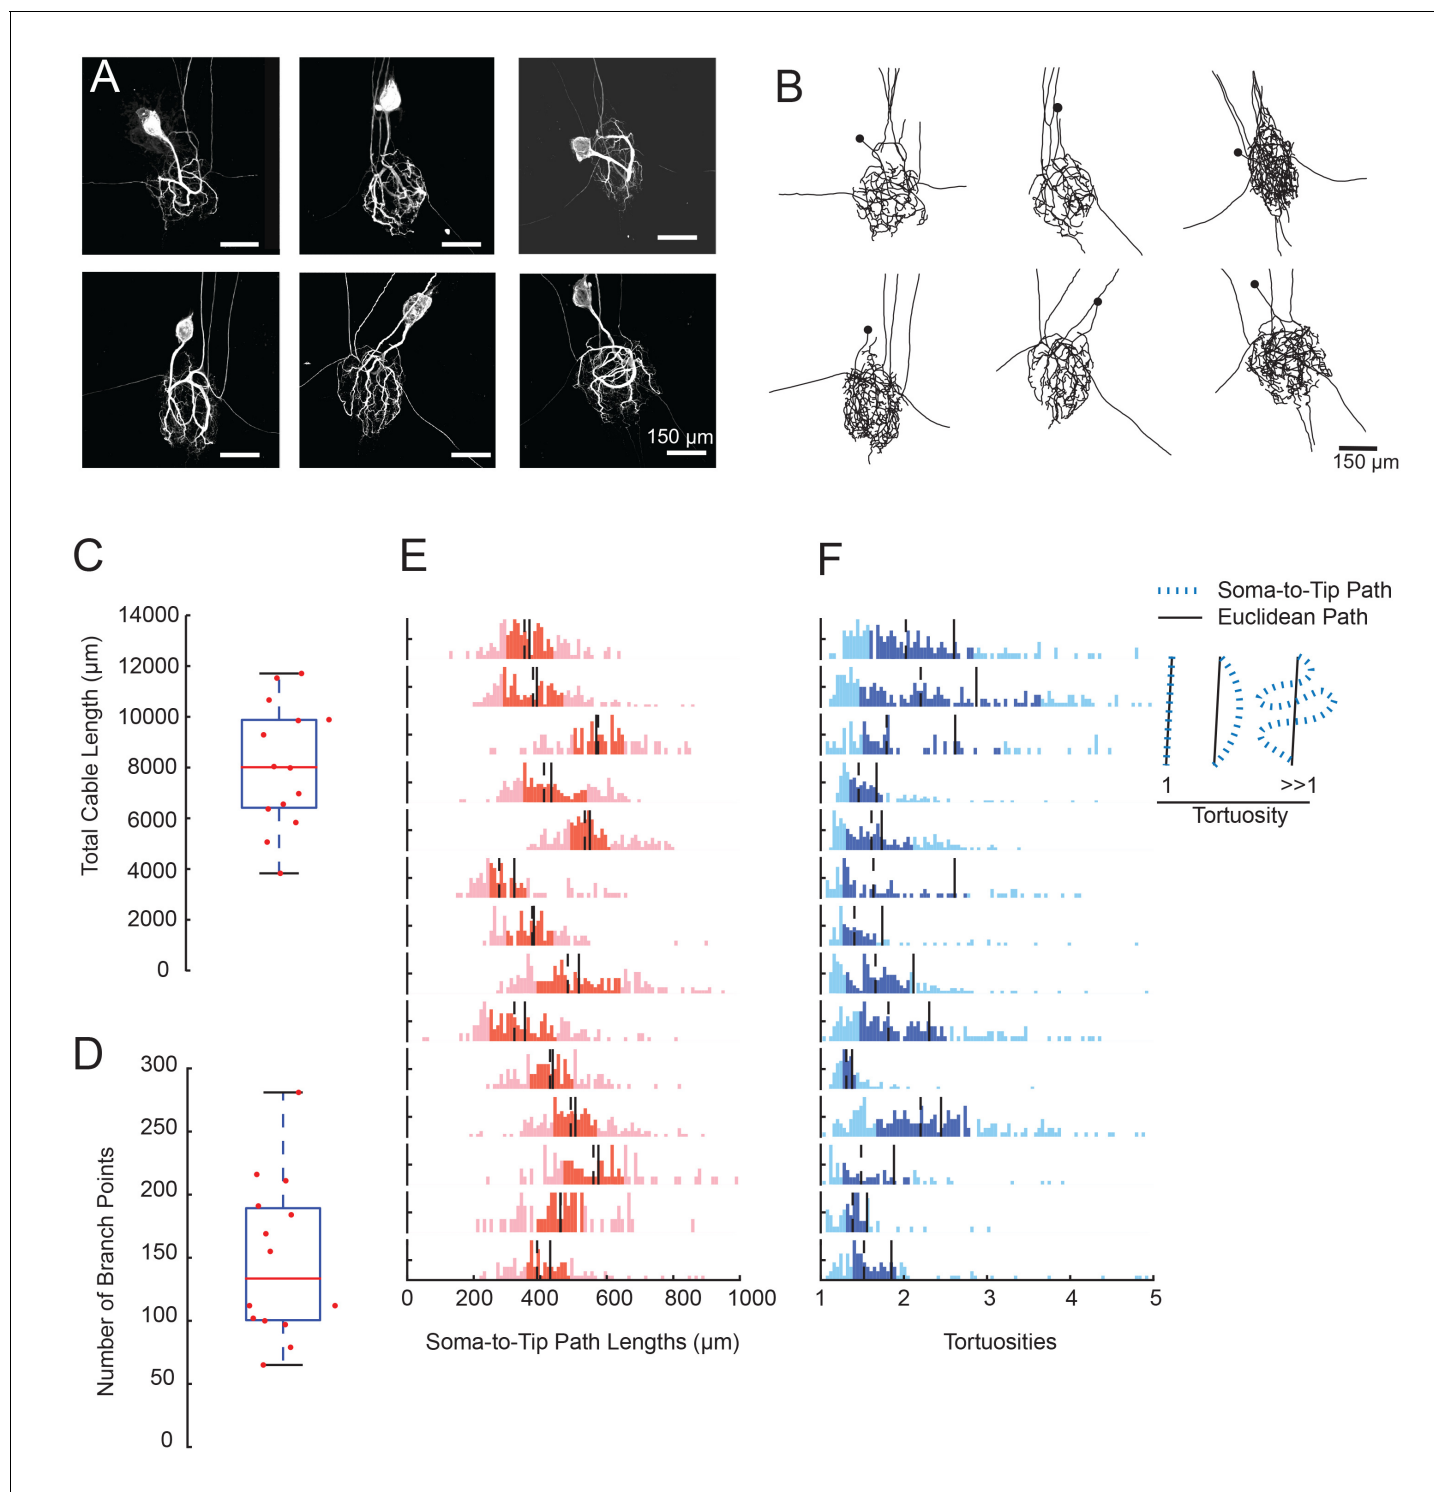 A
150 µm
B
150 µm
C
14000
12000
10000
8000
6000
4000
2000
0
Total Cable Length (µm)
D
300
250
200
150
100
50
0
Number of Branch Points
E
0 200 400 600 800 1000
Soma-to-Tip Path Lengths (µm)
F
1 2 3 4 5
Tortuosities
Soma-to-Tip Path
Euclidean Path
1 >>1
Tortuosity